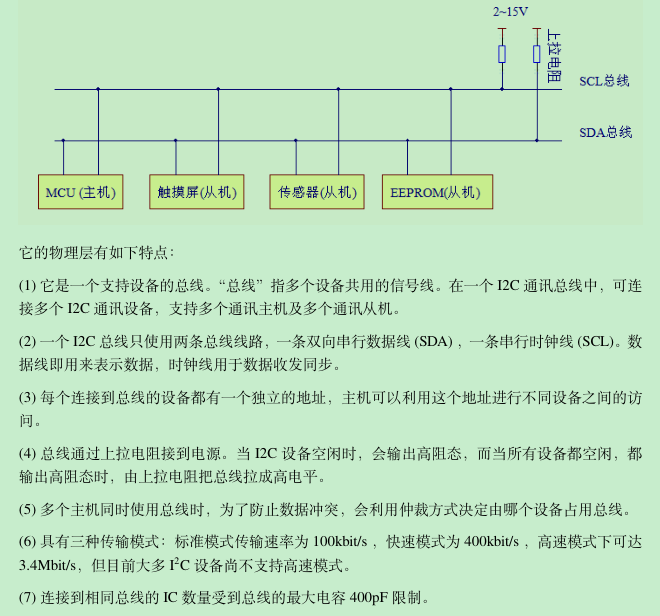 2~15V
上拉电阻
SCL总线
SDA总线
MCU (主机)
触摸屏(从机)
传感器(从机)
EEPROM(从机)
它的物理层有如下特点：
(1) 它是一个支持设备的总线。“总线” 指多个设备共用的信号线。在一个 I2C 通讯总线中，可连
接多个 I2C 通讯设备，支持多个通讯主机及多个通讯从机。
(2) 一个 I2C 总线只使用两条总线线路，一条双向串行数据线 (SDA) ，一条串行时钟线 (SCL)。数
据线即用来表示数据，时钟线用于数据收发同步。
(3) 每个连接到总线的设备都有一个独立的地址，主机可以利用这个地址进行不同设备之间的访
问。
(4) 总线通过上拉电阻接到电源。当 I2C 设备空闲时，会输出高阻态，而当所有设备都空闲，都
输出高阻态时，由上拉电阻把总线拉成高电平。
(5) 多个主机同时使用总线时，为了防止数据冲突，会利用仲裁方式决定由哪个设备占用总线。
(6) 具有三种传输模式：标准模式传输速率为 100kbit/s ，快速模式为 400kbit/s ，高速模式下可达
3.4Mbit/s，但目前大多 I²C 设备尚不支持高速模式。
(7) 连接到相同总线的 IC 数量受到总线的最大电容 400pF 限制。